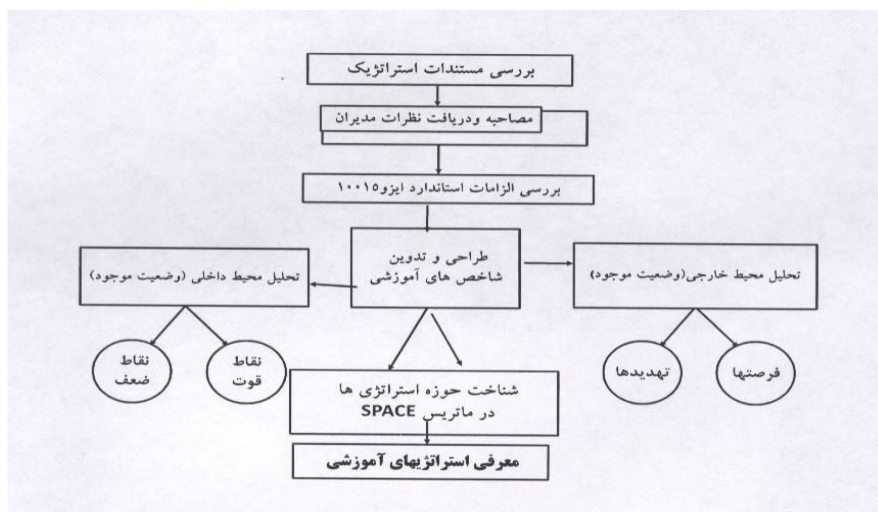 بررسی مستندات استراتژیک
مصاحبه ودریافت نظرات مدیران
بررسی الزامات استاندارد ایزو۱۰۰۱۵
طراحی و تدوین
شاخص های آموزشی
تحلیل محیط خارجی(وضعیت موجود)
تحلیل محیط داخلی (وضعیت موجود)
فرصتها
تهدیدها
نقاط
قوت
نقاط
ضعف
شناخت حوزه استراتژی ها
در ماتریس SPACE
معرفی استراتژیهای آموزشی